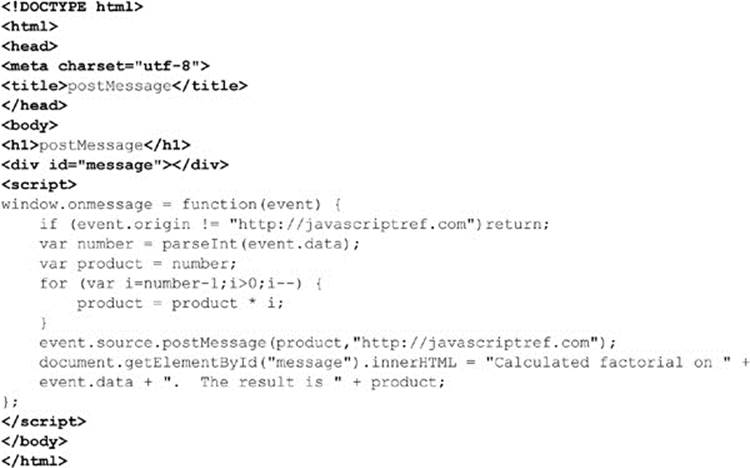 <!DOCTYPE html>
<html>
<head>
<meta charset="utf-8">
<title>postMessage</title>
</head>
<body>
<h1>postMessage</h1>
<div id="message"></div>
<script>
window.onmessage = function(event) {
    if (event.origin != "http://javascriptref.com")return;
    var number = parseInt(event.data);
    var product = number;
    for (var i=number-1;i>0;i--) {
        product = product * i;
    }
    event.source.postMessage(product,"http://javascriptref.com");
    document.getElementById("message").innerHTML = "Calculated factorial on " +
    event.data + ".  The result is " + product;
};
</script>
</body>
</html>